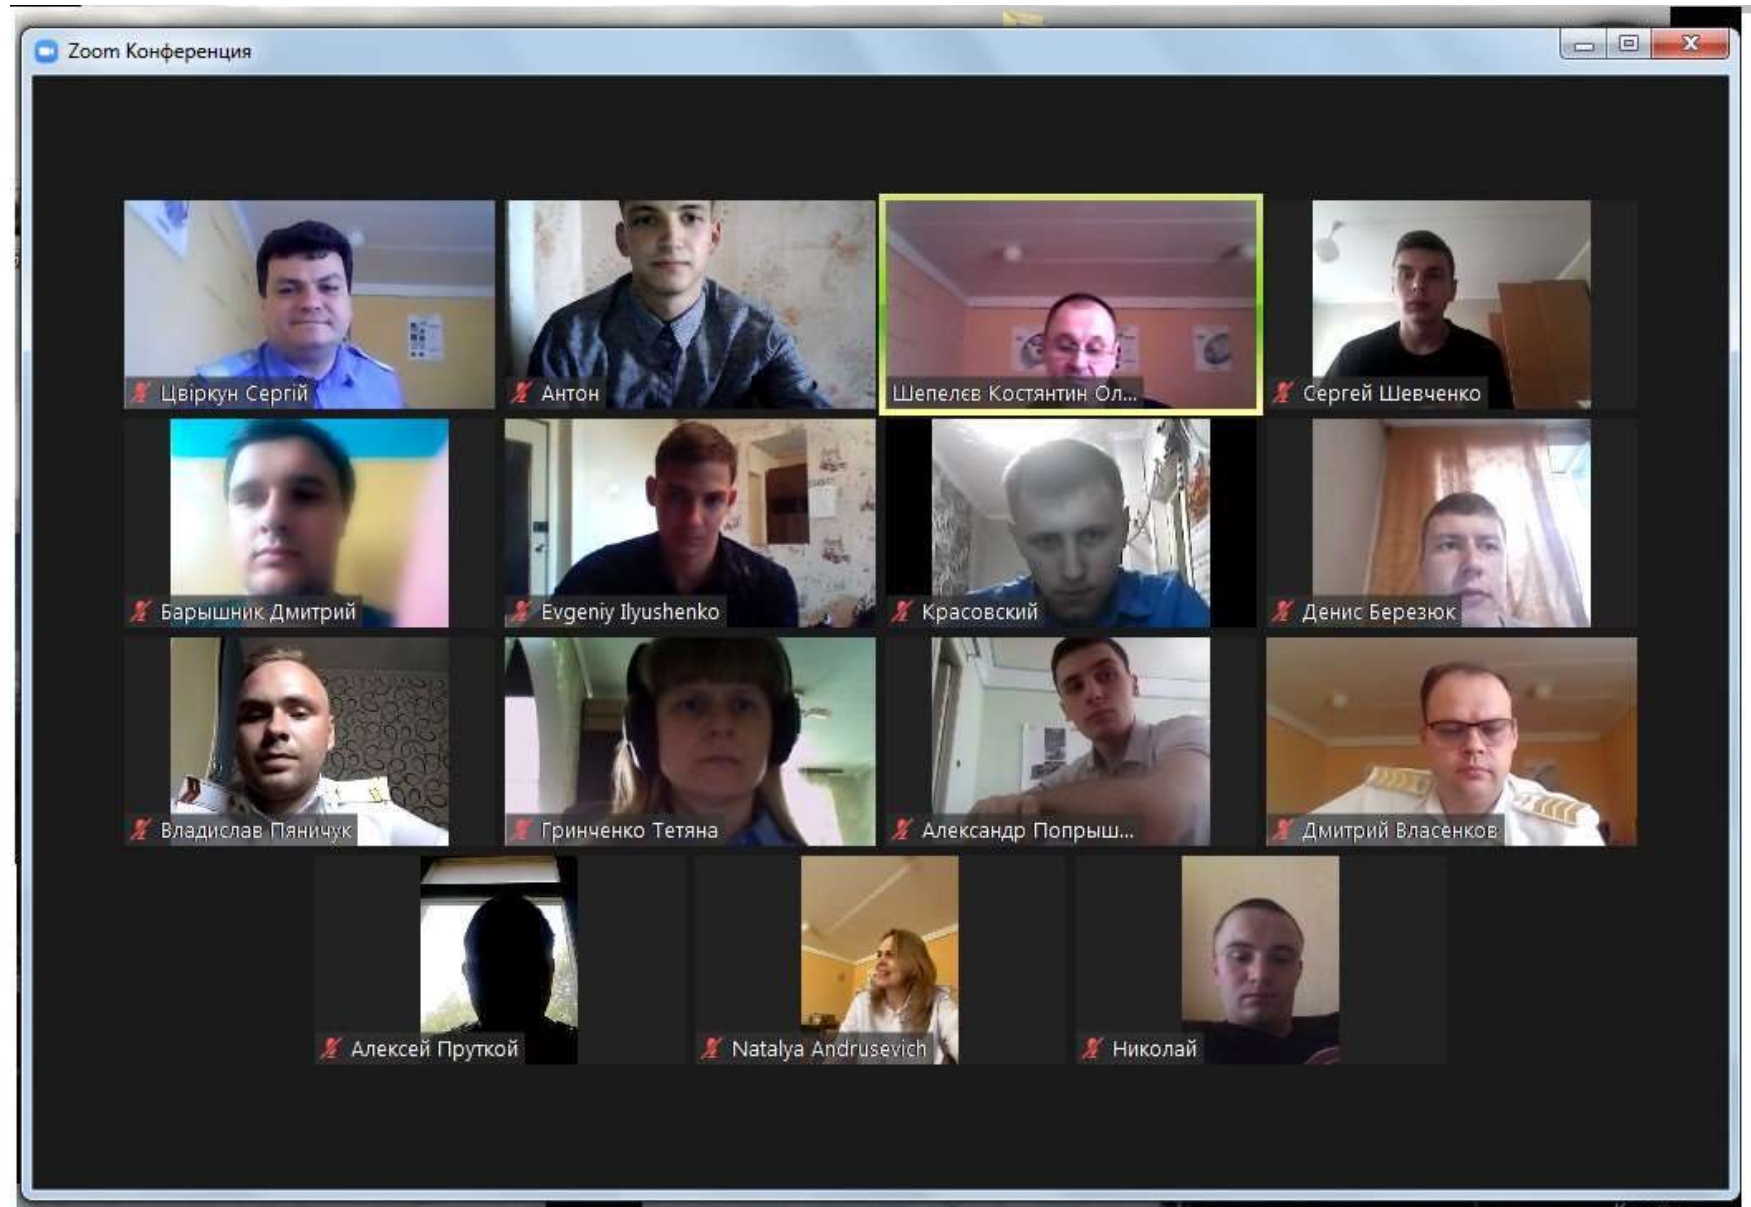 Zoom Конференция
Цвіркун Сергій
Антон
Шепелєв Костянтин Ол...
Сергей Шевченко
Барышник Дмитрий
Evgeniy Ilyushenko
Красовский
Денис Березюк
Владислав Пяничук
Гринченко Тетяна
Александр Попрыш...
Дмитрий Власенков
Алексей Пруткой
Natalya Andrusevich
Николай